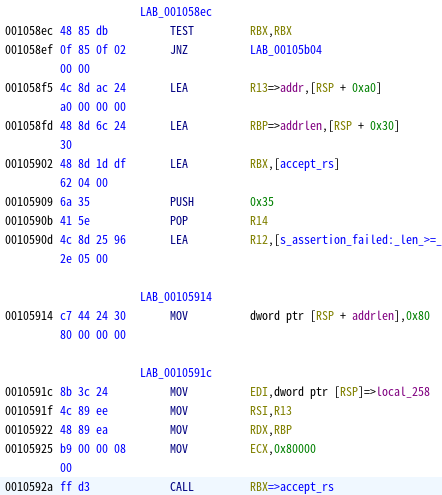 LAB_001058ec
001058ec 48 85 db TEST RBX,RBX
001058ef 0f 85 0f 02 JNZ LAB_00105b04
00 00
001058f5 4c 8d ac 24 LEA R13=>addr,[RSP + 0xa0]
a0 00 00 00
001058fd 48 8d 6c 24 LEA RBP=>addrlen,[RSP + 0x30]
30
00105902 48 8d 1d df LEA RBX,[accept_rs]
62 04 00
00105909 6a 35 PUSH 0x35
0010590b 41 5e POP R14
0010590d 4c 8d 25 96 LEA R12,[s_assertion_failed:_len_>=_
2e 05 00
LAB_00105914
00105914 c7 44 24 30 MOV dword ptr [RSP + addrlen],0x80
80 00 00 00
LAB_0010591c
0010591c 8b 3c 24 MOV EDI,dword ptr [RSP]=>local_258
0010591f 4c 89 ee MOV RSI,R13
00105922 48 89 ea MOV RDX,RBP
00105925 b9 00 00 08 MOV ECX,0x80000
00
0010592a ff d3 CALL RBX=>accept_rs